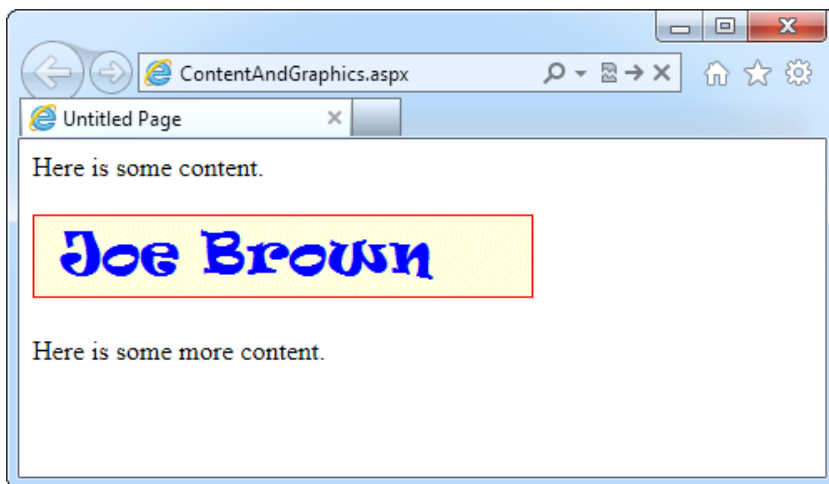 ContentAndGraphics.aspx
Untitled Page
Here is some content.
Joe Brown
Here is some more content.